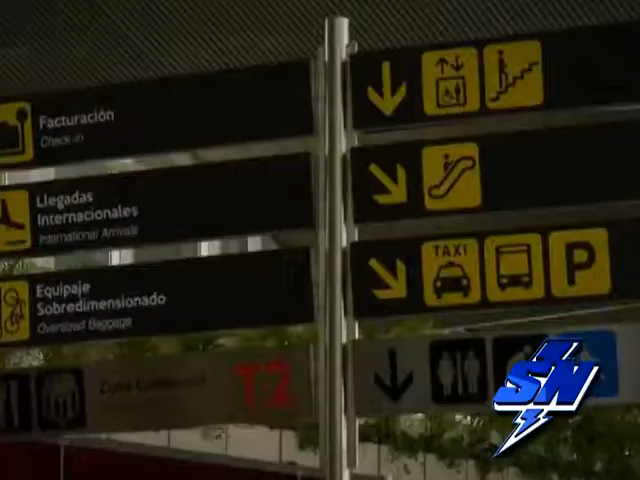 Facturación
Check-in
Llegadas
Internacionales
International Arrivals
Equipaje
Sobredimensionado
Oversized Baggage
T2
TAXI
P
SN